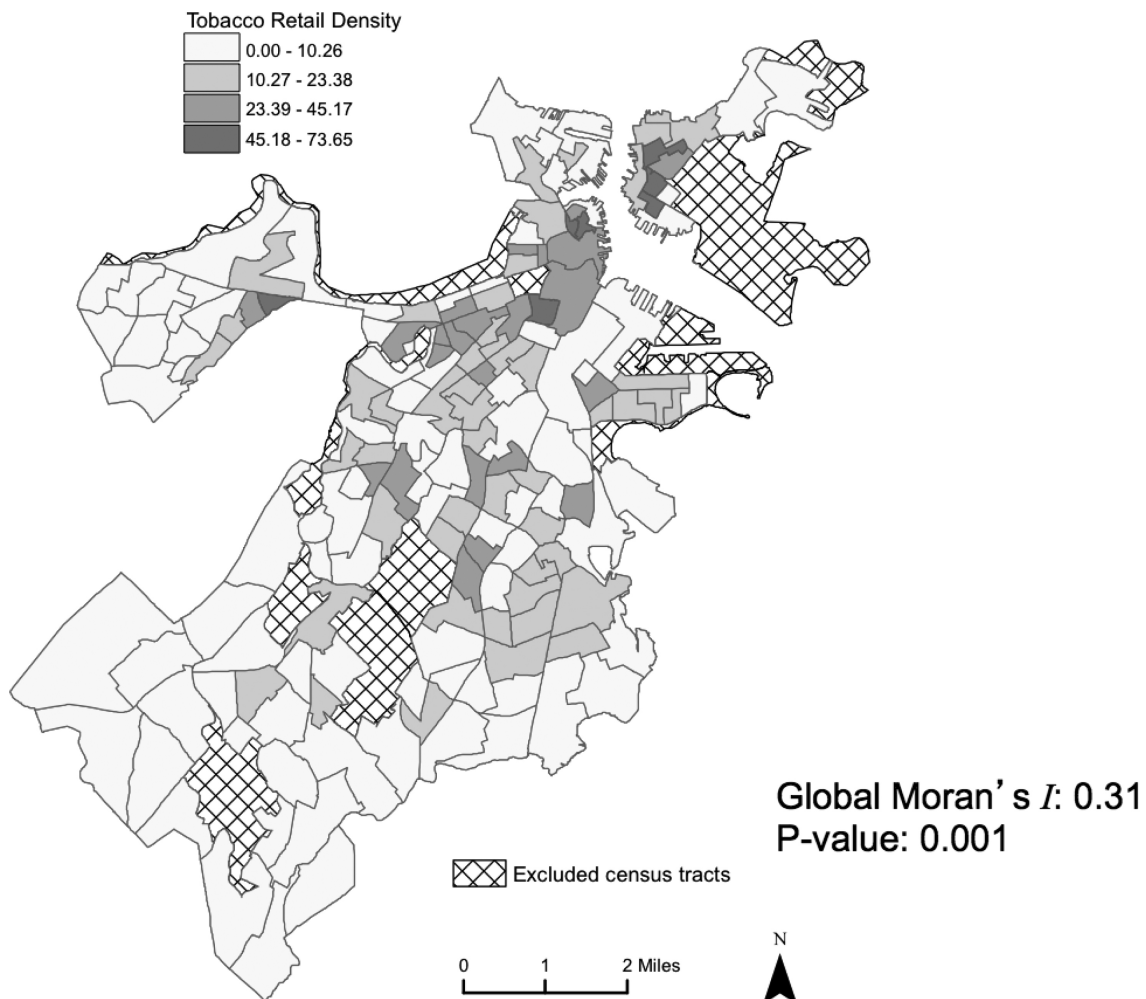 Tobacco Retail Density
0.00 - 10.26
10.27 - 23.38
23.39 - 45.17
45.18 - 73.65
Global Moran’s I: 0.31
P-value: 0.001
Excluded census tracts
N
0 1 2 Miles